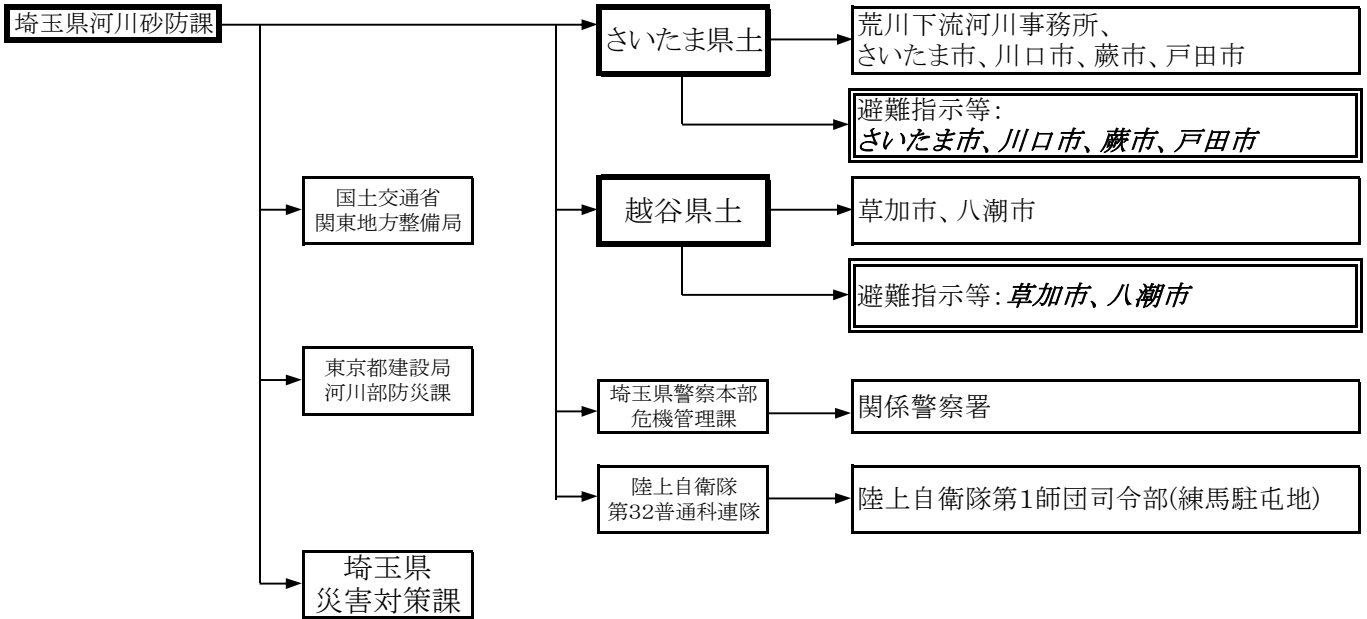 埼玉県河川砂防課
さいたま県土
荒川下流河川事務所、
さいたま市、川口市、蕨市、戸田市
避難指示等：
さいたま市、川口市、蕨市、戸田市
国土交通省
関東地方整備局
越谷県土
草加市、八潮市
避難指示等：草加市、八潮市
東京都建設局
河川部防災課
埼玉県警察本部
危機管理課
関係警察署
陸上自衛隊
第32普通科連隊
陸上自衛隊第1師団司令部(練馬駐屯地)
埼玉県
災害対策課